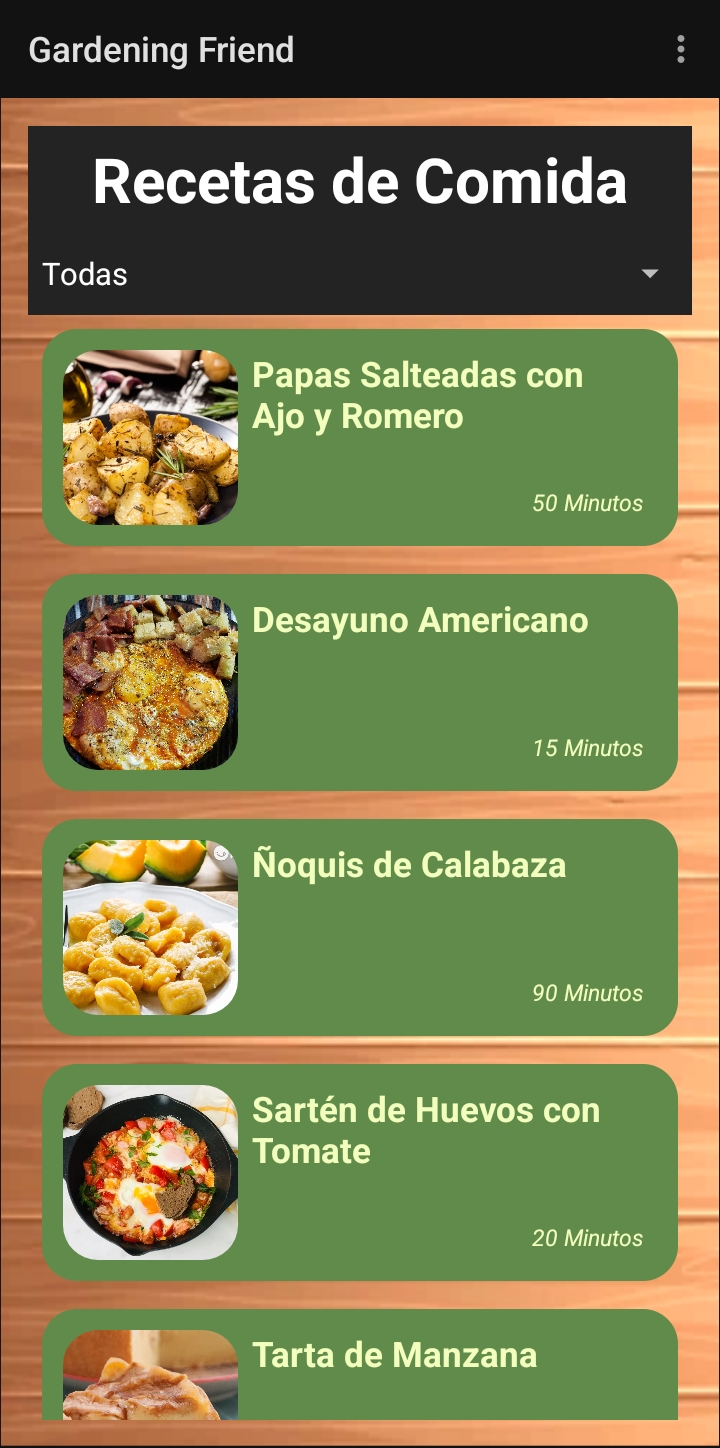 Gardening Friend
Recetas de Comida
Todas
Papas Salteadas con
Ajo y Romero
50 Minutos
Desayuno Americano
15 Minutos
Ñoquis de Calabaza
90 Minutos
Sartén de Huevos con
Tomate
20 Minutos
Tarta de Manzana